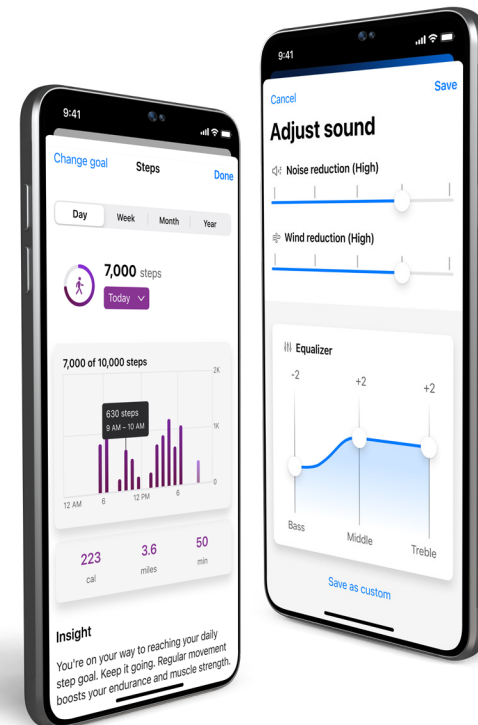 9:41
Change goal
Steps
Done
Day
Week
Month
Year
7,000 steps
Today
7,000 of 10,000 steps
2K
630 steps
9 AM – 10 AM
1K
0
12 AM
6
12 PM
6
223
3.6
50
cal
miles
min
Insight
You're on your way to reaching your daily
step goal. Keep it going. Regular movement
boosts your endurance and muscle strength.
9:41
Cancel
Save
Adjust sound
Noise reduction (High)
Wind reduction (High)
Equalizer
-2
+2
+2
Bass
Middle
Treble
Save as custom